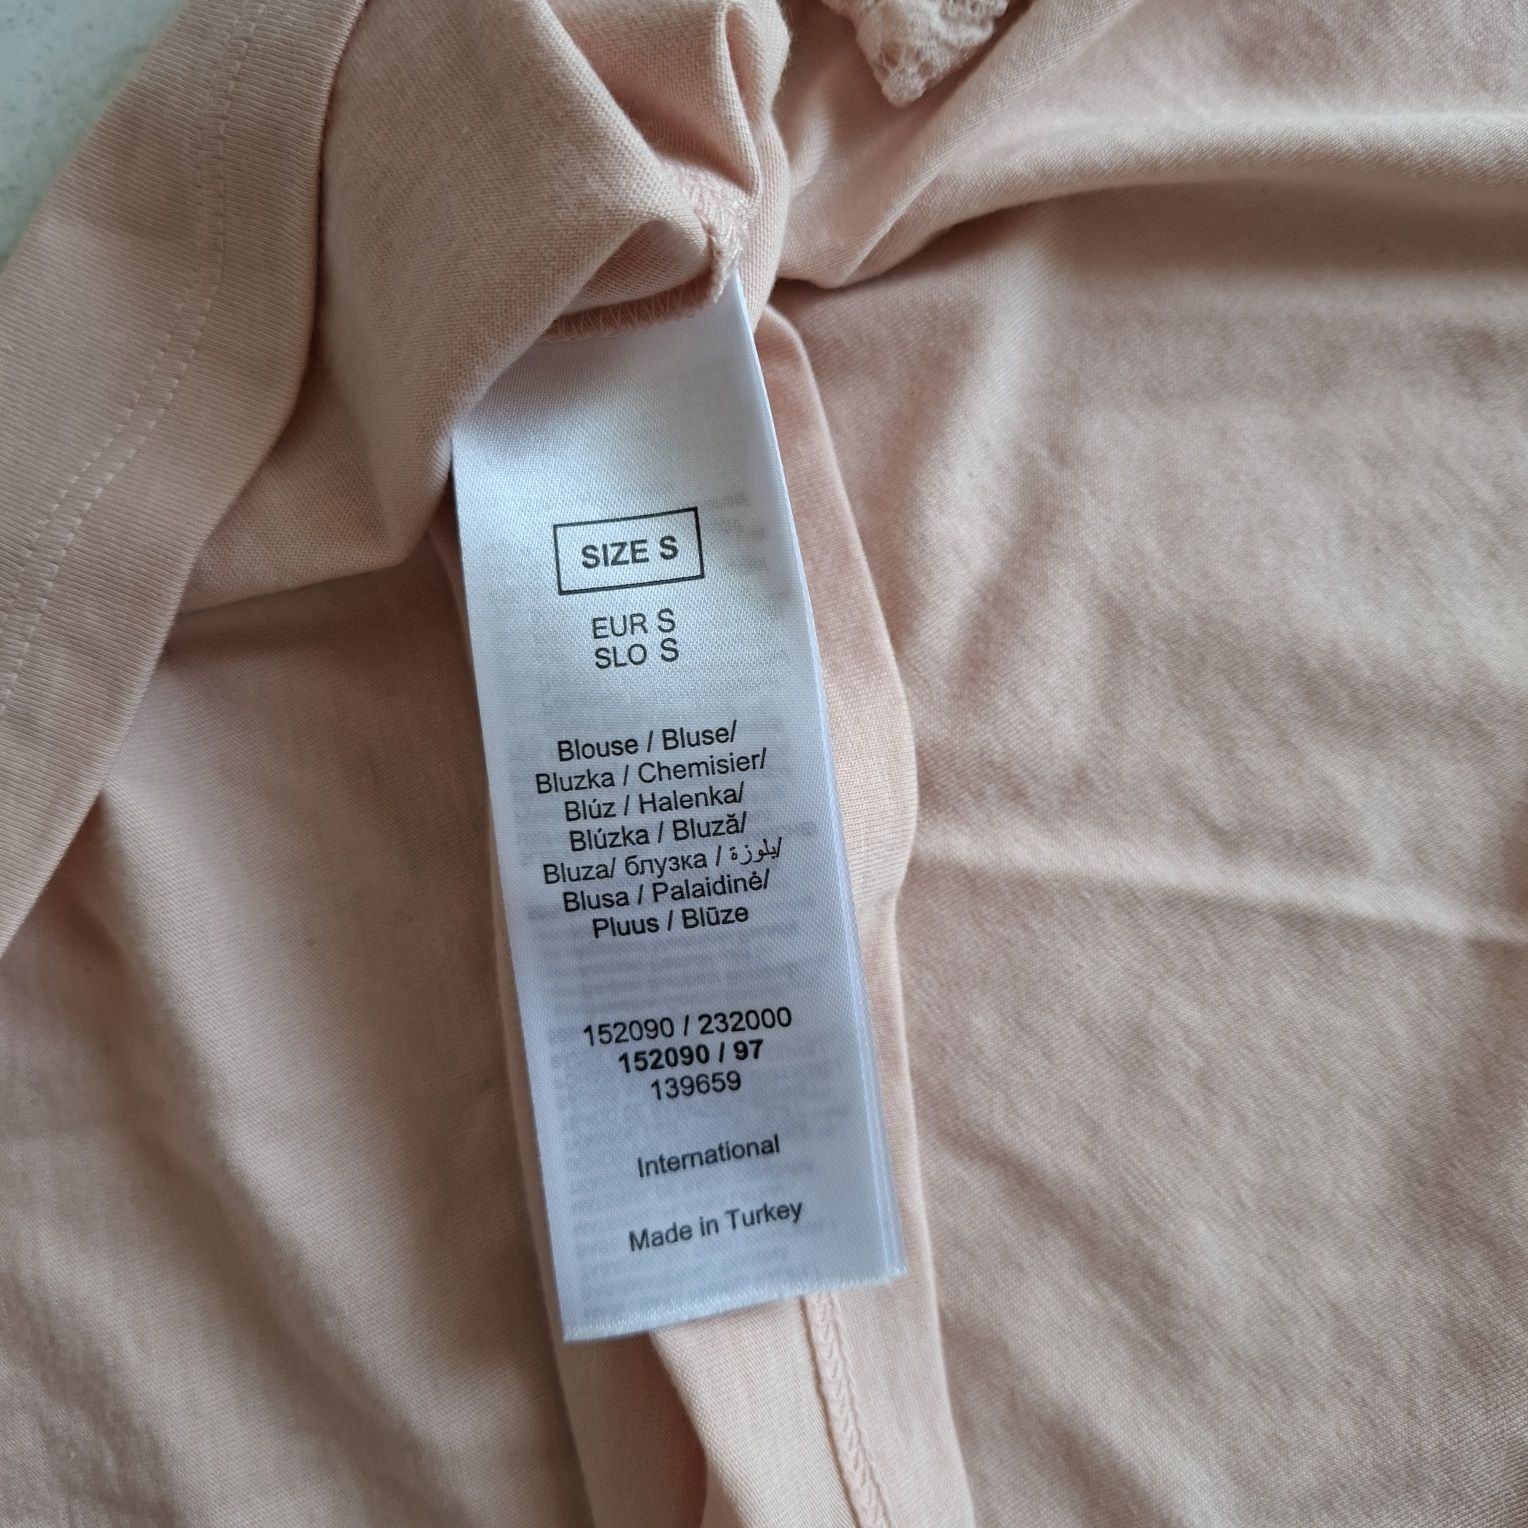 SIZE S
EUR S
SLO S
Blouse / Bluse/
Bluzka / Chemisier/
Blúz / Halenka/
Blúzka / Bluză/
Bluza/ блузка / بلوزة/
Blusa / Palaidinė/
Pluus / Blūze
152090 / 232000
152090 / 97
139659
International
Made in Turkey